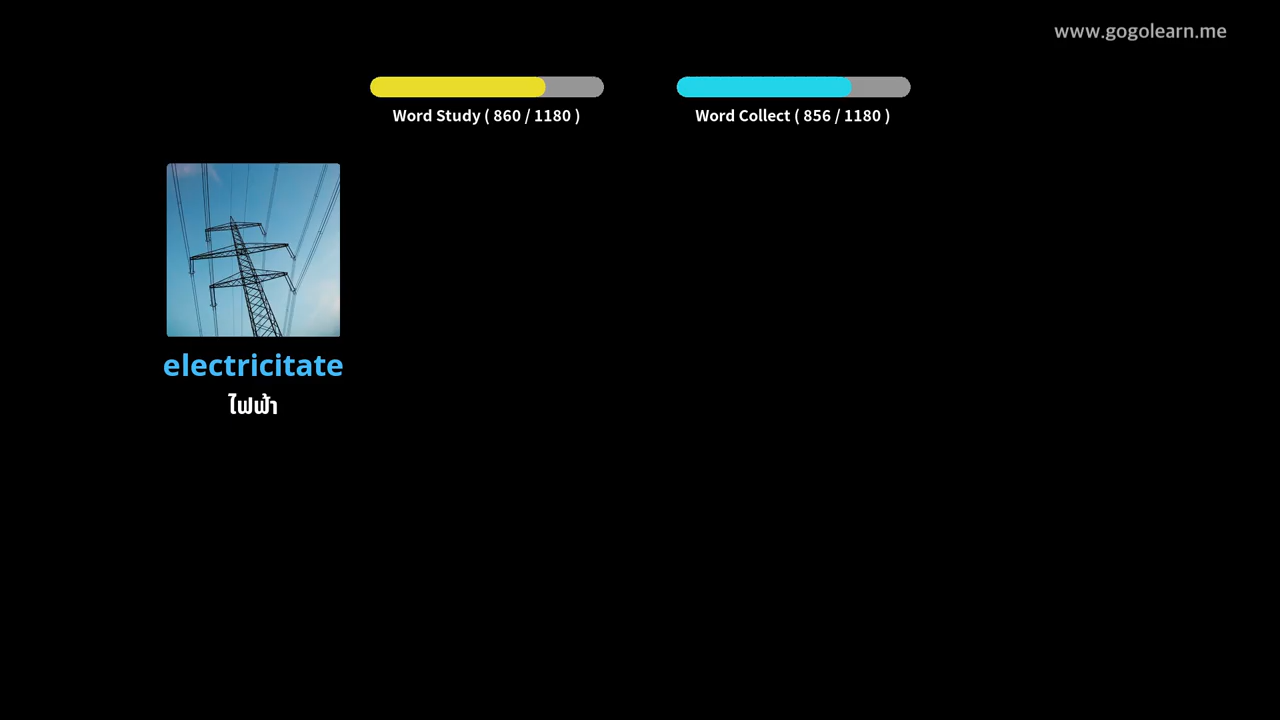 www.gogolearn.me
Word Study ( 860 / 1180 )
Word Collect ( 856 / 1180 )
electricitate
ไฟฟ้า